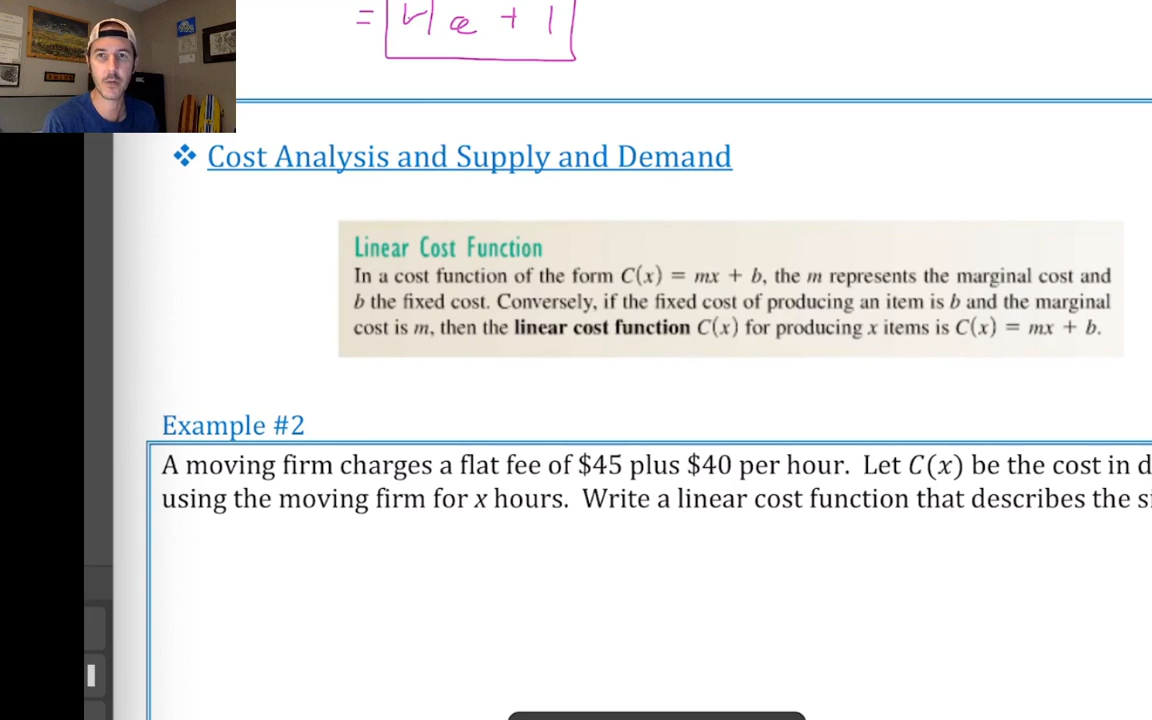 ❖ Cost Analysis and Supply and Demand
Linear Cost Function
In a cost function of the form C(x) = mx + b, the m represents the marginal cost and
b the fixed cost. Conversely, if the fixed cost of producing an item is b and the marginal
cost is m, then the linear cost function C(x) for producing x items is C(x) = mx + b.
Example #2
A moving firm charges a flat fee of $45 plus $40 per hour. Let C(x) be the cost in
using the moving firm for x hours. Write a linear cost function that describes the